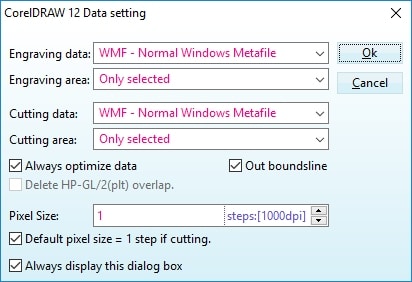 CorelDRAW 12 Data setting
Engraving data: WMF - Normal Windows Metafile
Ok
Engraving area: Only selected
Cancel
Cutting data: WMF - Normal Windows Metafile
Cutting area: Only selected
Always optimize data
Out boundsline
Delete HP-GL/2(plt) overlap.
Pixel Size: 1 steps:[1000dpi]
Default pixel size = 1 step if cutting.
Always display this dialog box